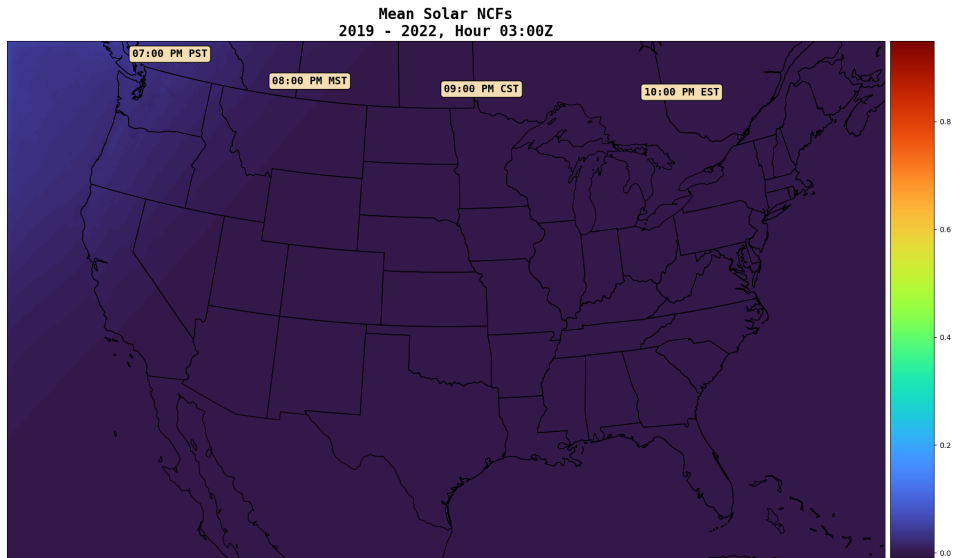 Mean Solar NCFs
2019 - 2022, Hour 03:00Z
07:00 PM PST
08:00 PM MST
09:00 PM CST
10:00 PM EST
0.8
0.6
0.4
0.2
0.0